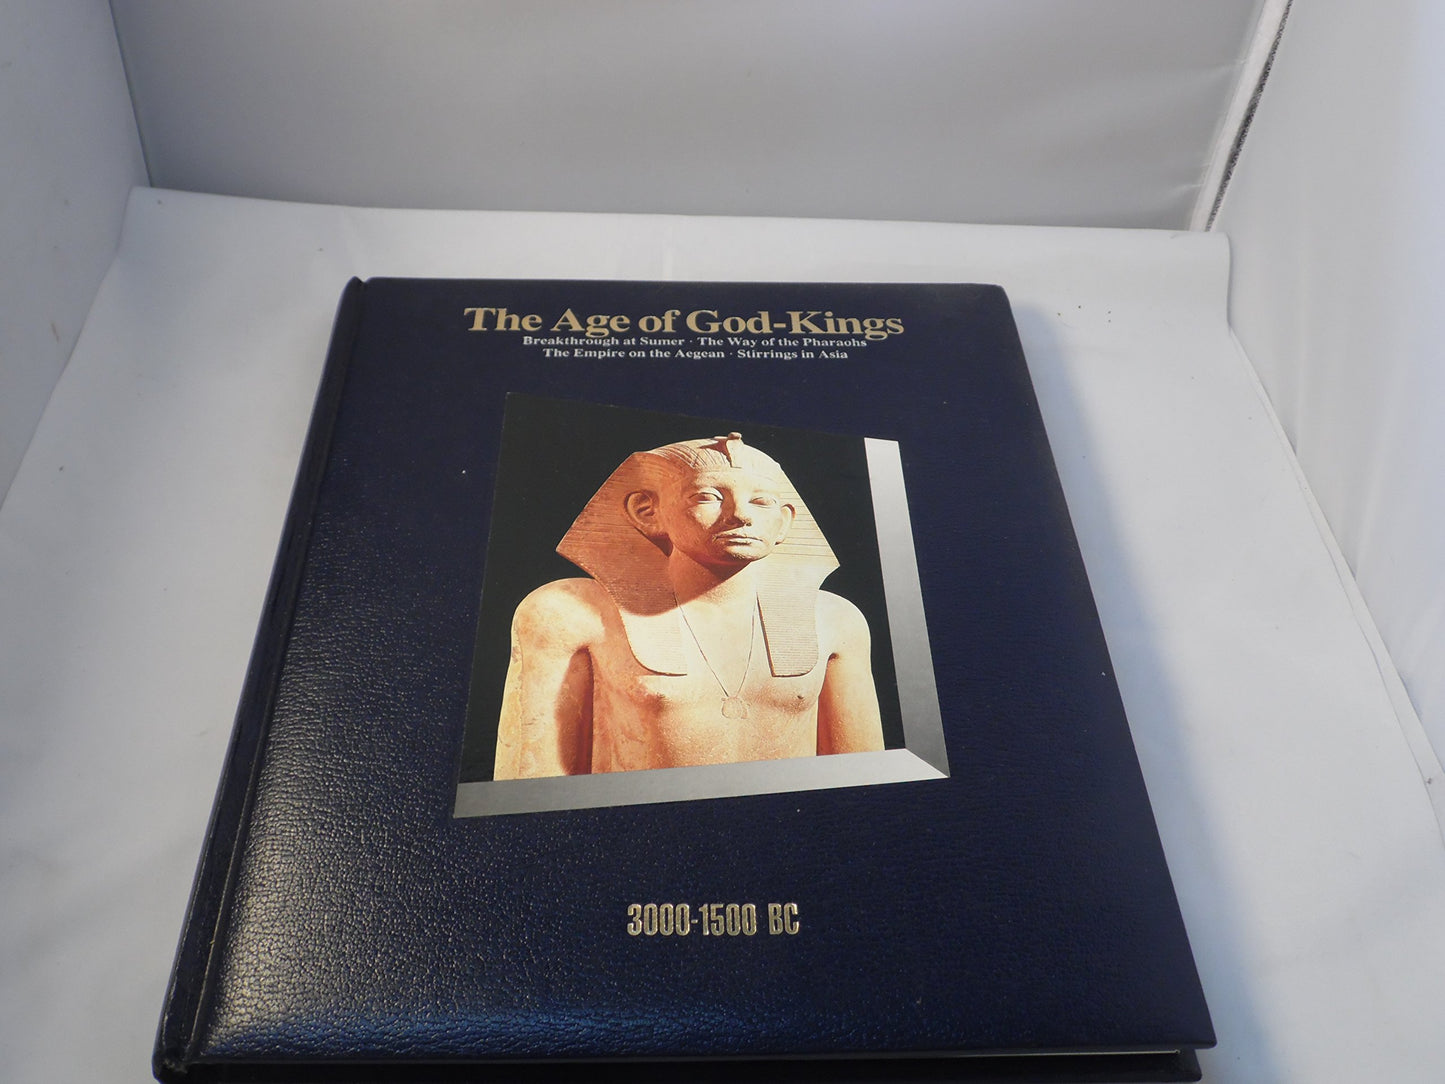 The Age of God-Kings
Breakthrough at Sumer · The Way of the Pharaohs
The Empire on the Aegean · Stirrings in Asia
3000-1500 BC